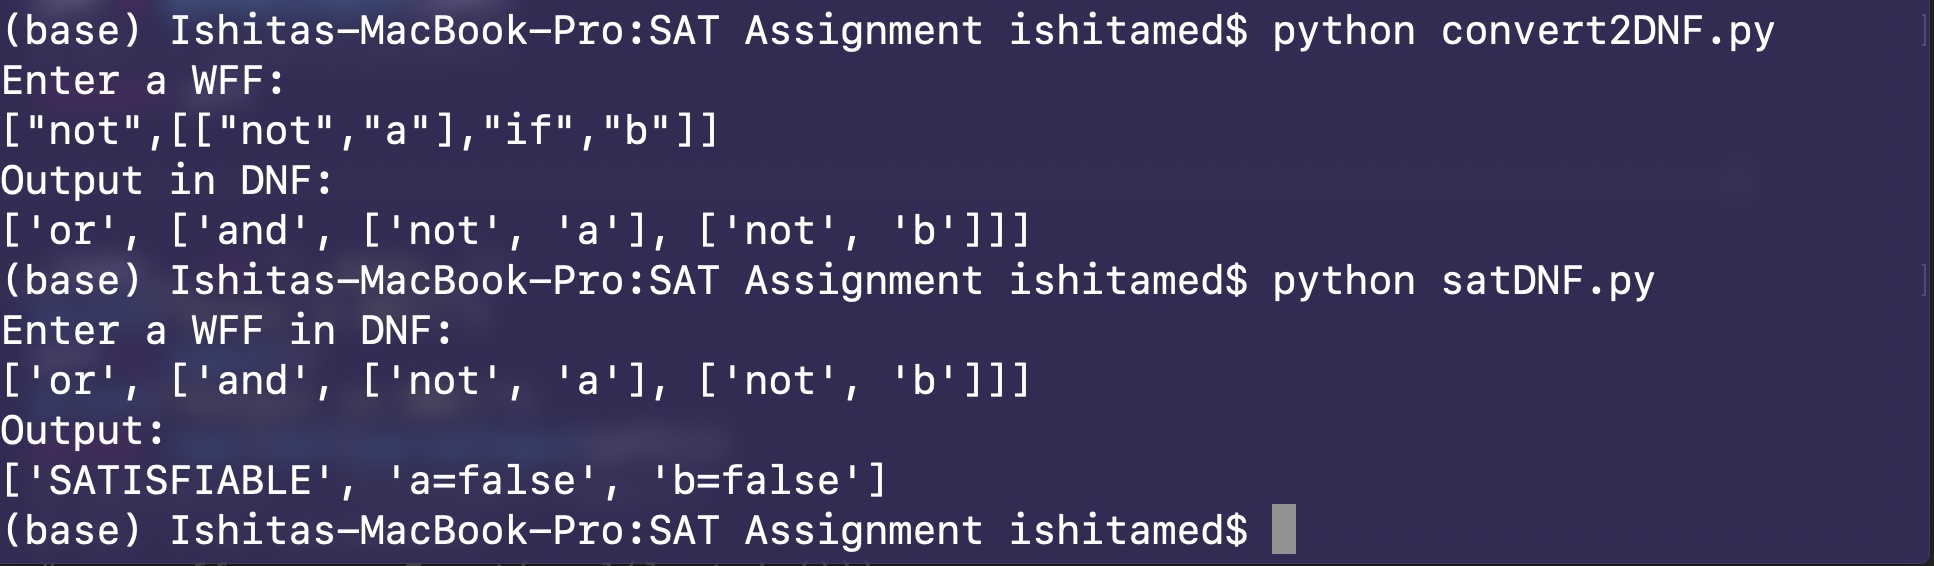 (base) Ishitas-MacBook-Pro:SAT Assignment ishitamed$ python convert2DNF.py
Enter a WFF:
["not",[["not","a"],"if","b"]]
Output in DNF:
['or', ['and', ['not', 'a'], ['not', 'b']]]
(base) Ishitas-MacBook-Pro:SAT Assignment ishitamed$ python satDNF.py
Enter a WFF in DNF:
['or', ['and', ['not', 'a'], ['not', 'b']]]
Output:
['SATISFIABLE', 'a=false', 'b=false']
(base) Ishitas-MacBook-Pro:SAT Assignment ishitamed$